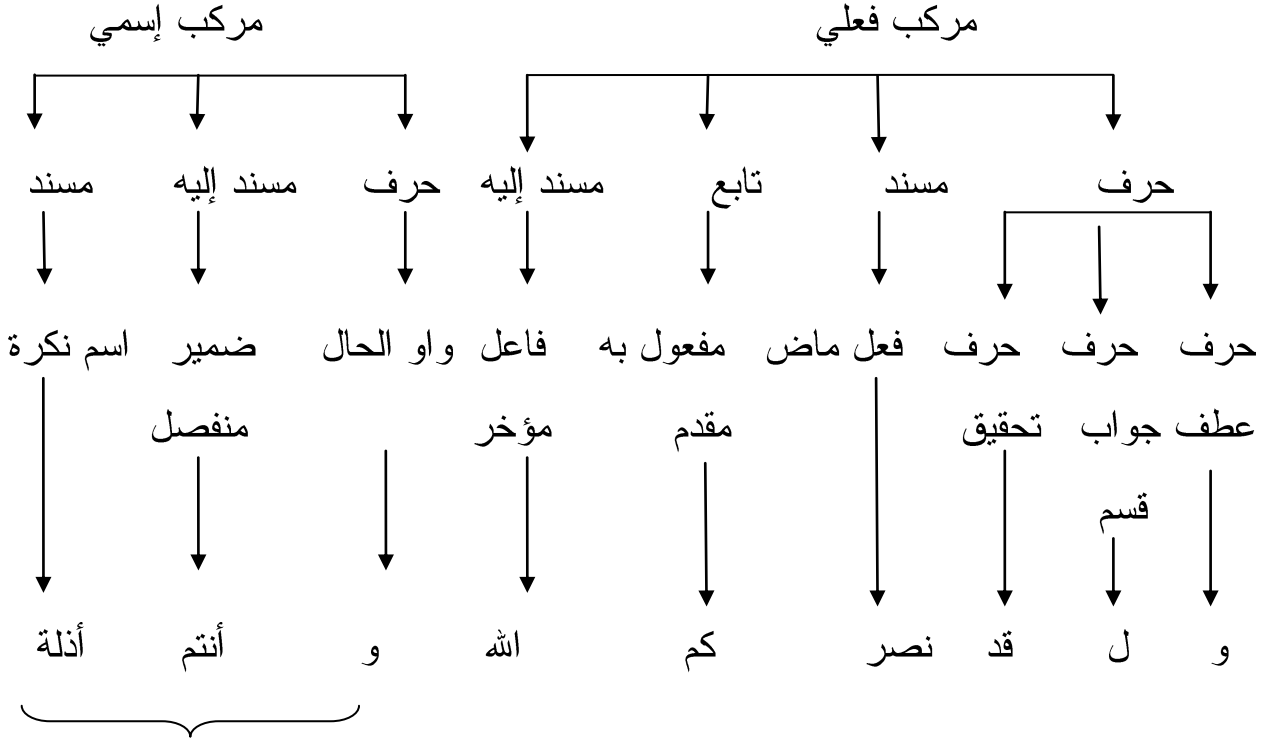 مركب فعلي مركب إسمي
حرف مسند تابع مسند إليه حرف مسند إليه مسند
حرف حرف حرف فعل ماض مفعول به فاعل واو الحال ضمير اسم نكرة
عطف جواب تحقيق مقدم مؤخر منفصل
قسم
و ل قد نصر كم الله و أنتم أذلة